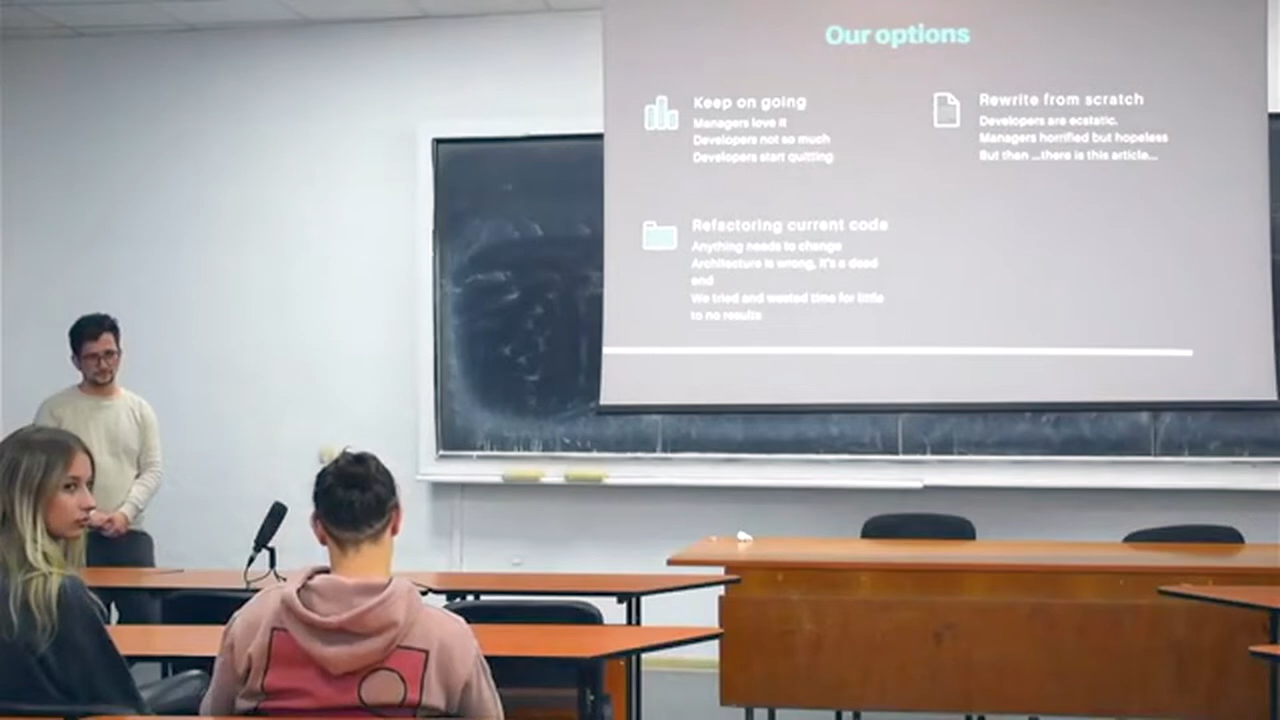 Our options
Keep on going
Managers love it
Developers not so much
Developers start quitting
Rewrite from scratch
Developers are ecstatic.
Managers horrified but hopeless
But then ...there is this article...
Refactoring current code
Anything needs to change
Architecture is wrong, it's a dead
end
We tried and wasted time for little
to no results